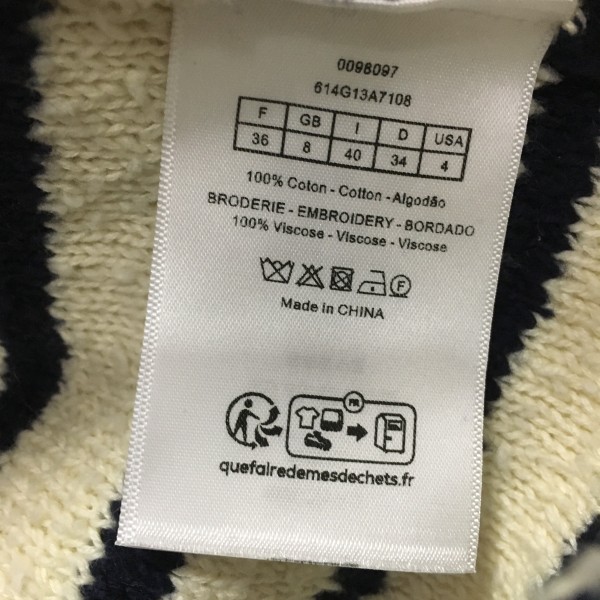 0098097
614G13A7108
F GB I D USA
36 8 40 34 4
100% Coton - Cotton - Algodão
BRODERIE - EMBROIDERY - BORDADO
100% Viscose - Viscose - Viscose
F
Made in CHINA
FR
quefairedemesdechets.fr